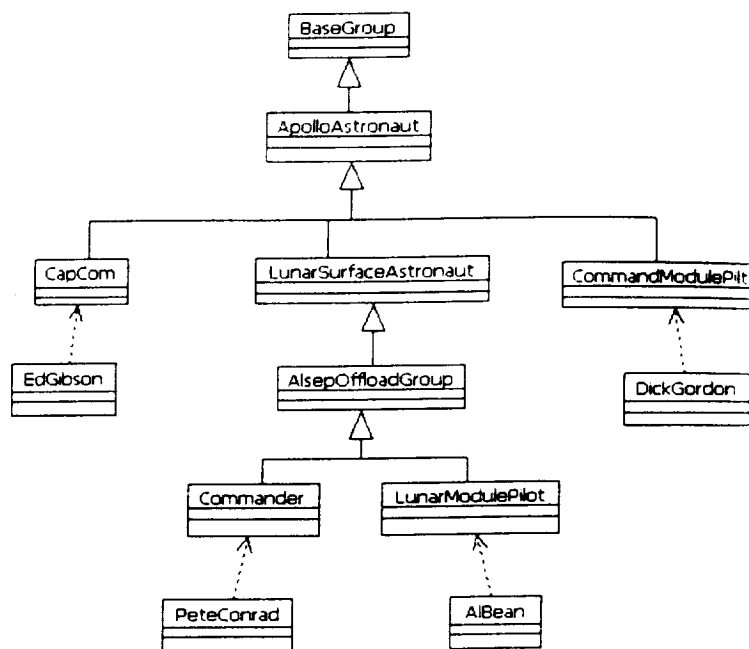 BaseGroup
ApolloAstronaut
CapCom
LunarSurfaceAstronaut
CommandModulePilt
EdGibson
AlsepOffloadGroup
DickGordon
Commander
LunarModulePilot
PeteConrad
AlBean